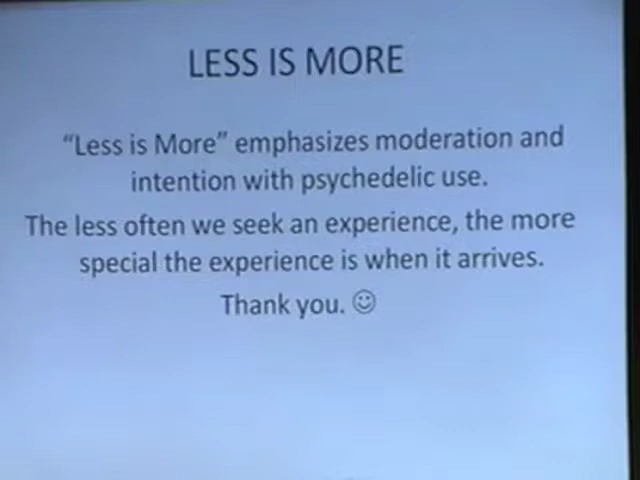 LESS IS MORE
“Less is More” emphasizes moderation and
intention with psychedelic use.
The less often we seek an experience, the more
special the experience is when it arrives.
Thank you. ☺